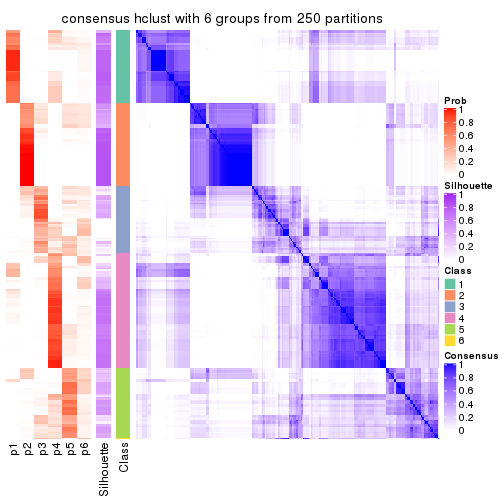 consensus hclust with 6 groups from 250 partitions
Prob
1
0.8
0.6
0.4
0.2
0
Silhouette
1
0.8
0.6
0.4
0.2
0
Class
1
2
3
4
5
6
Consensus
1
0.8
0.6
0.4
0.2
0
p1
p2
p3
p4
p5
p6
Silhouette
Class